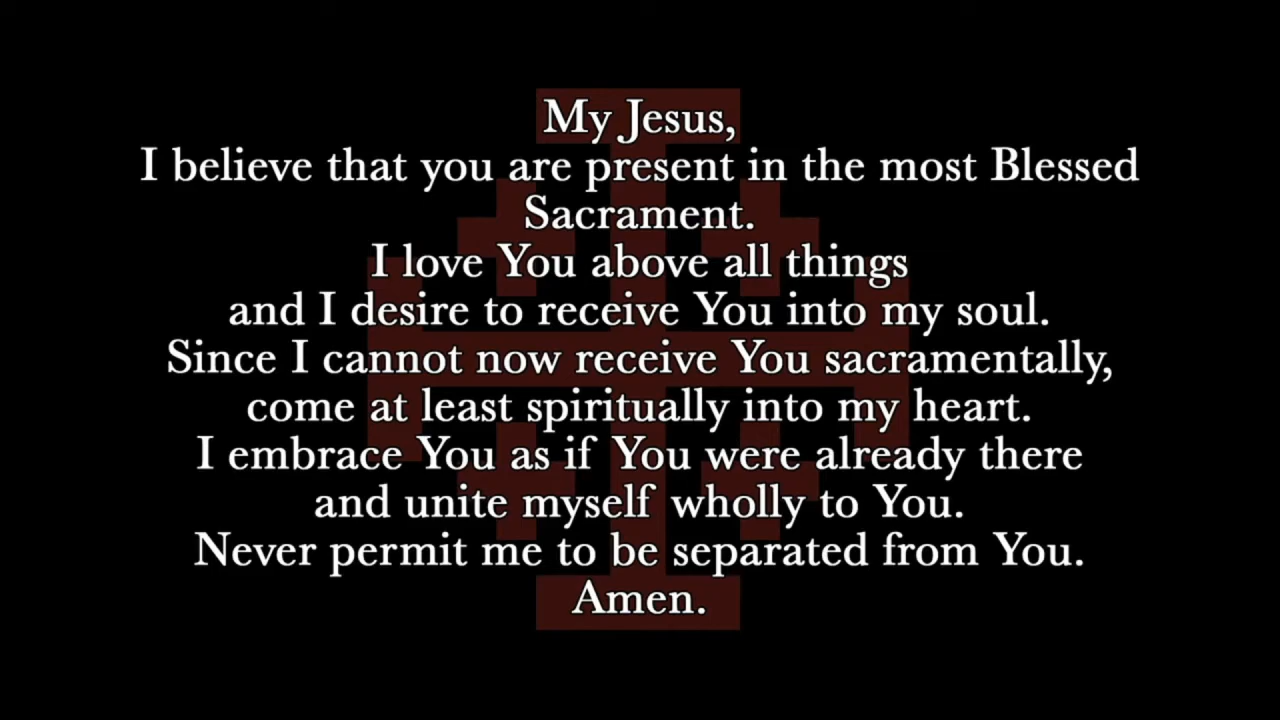 My Jesus,
I believe that you are present in the most Blessed
Sacrament.
I love You above all things
and I desire to receive You into my soul.
Since I cannot now receive You sacramentally,
come at least spiritually into my heart.
I embrace You as if You were already there
and unite myself wholly to You.
Never permit me to be separated from You.
Amen.